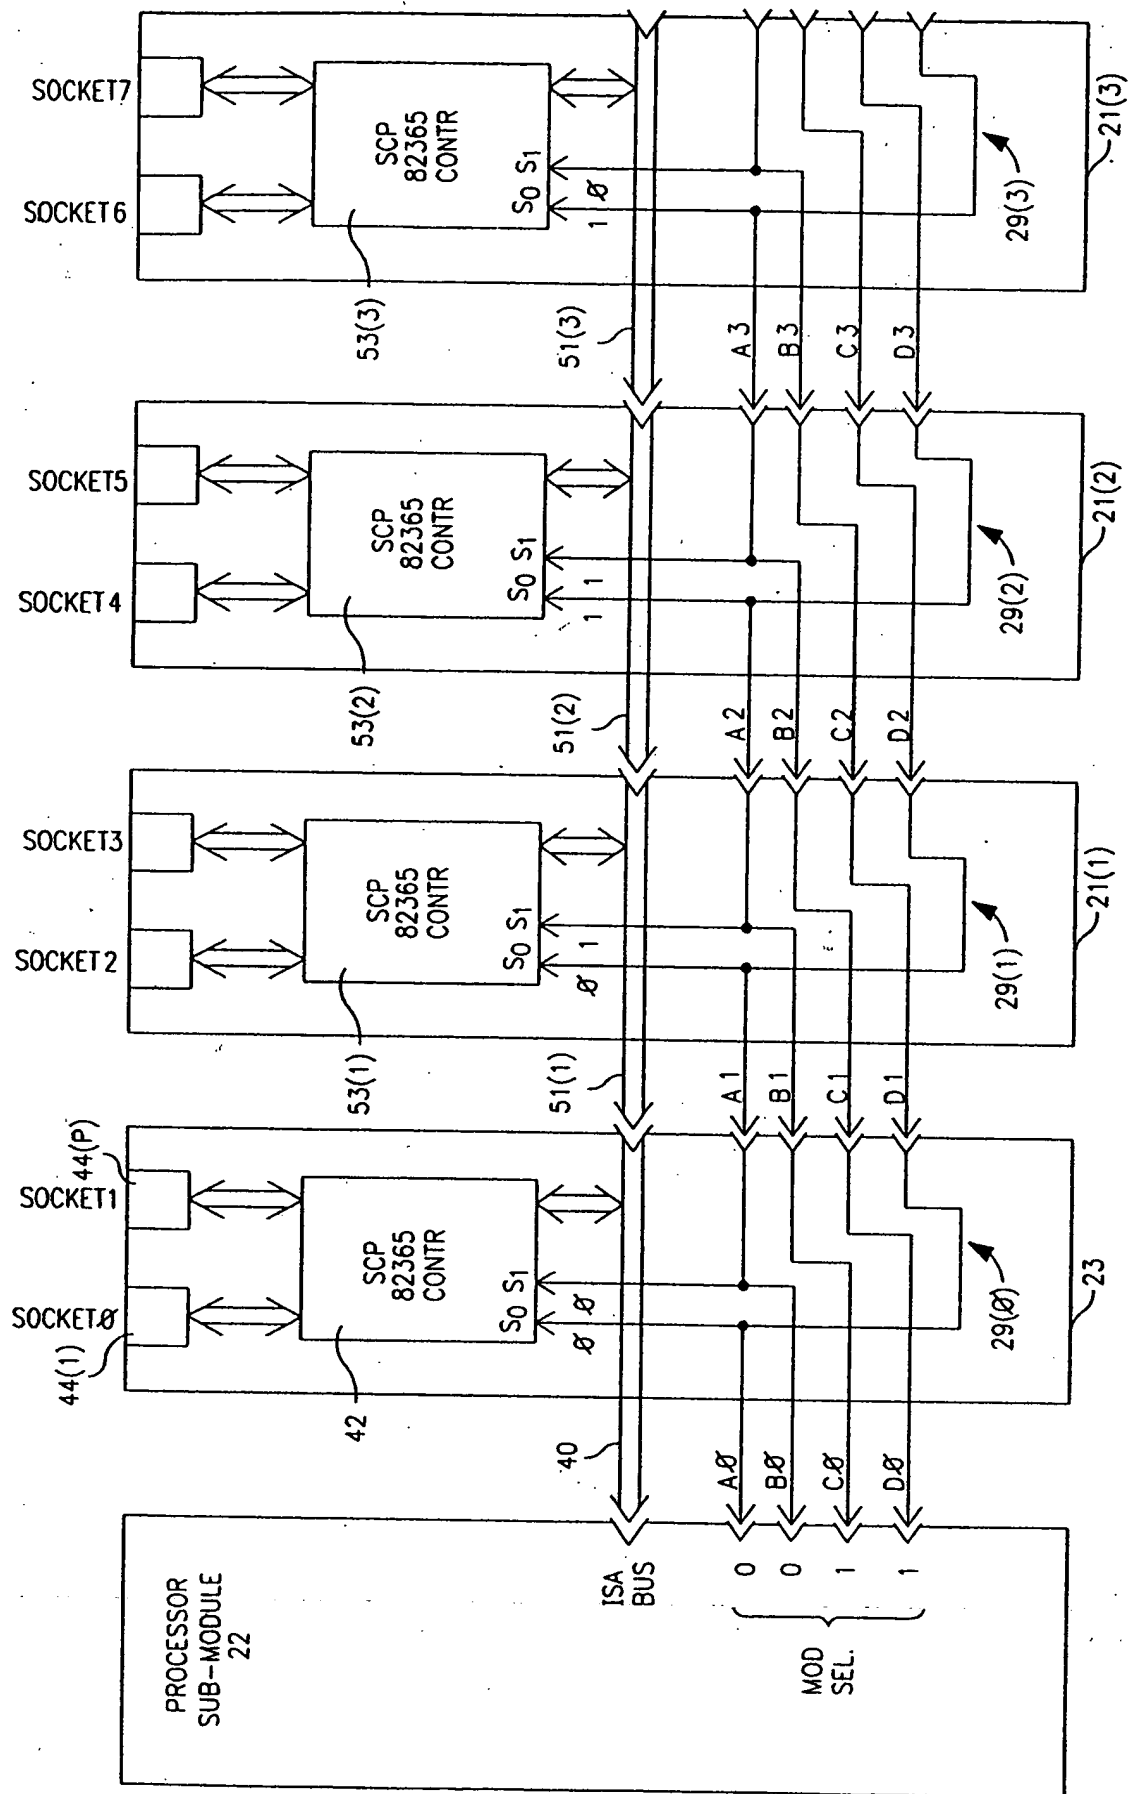 SOCKET7
SOCKET6
SCP
82365
CONTR
S0 S1
1 Ø
53(3)
51(3)
A3
B3
C3
D3
29(3)
21(3)
SOCKET5
SOCKET4
SCP
82365
CONTR
S0 S1
1 1
53(2)
51(2)
A2
B2
C2
D2
29(2)
21(2)
SOCKET3
SOCKET2
SCP
82365
CONTR
S0 S1
Ø 1
53(1)
51(1)
A1
B1
C1
D1
29(1)
21(1)
SOCKET1
44(P)
SOCKETØ
44(1)
SCP
82365
CONTR
S0 S1
Ø Ø
42
40
AØ
BØ
CØ
DØ
29(Ø)
23
PROCESSOR
SUB-MODULE
22
ISA
BUS
0
0
1
1
MOD
SEL.